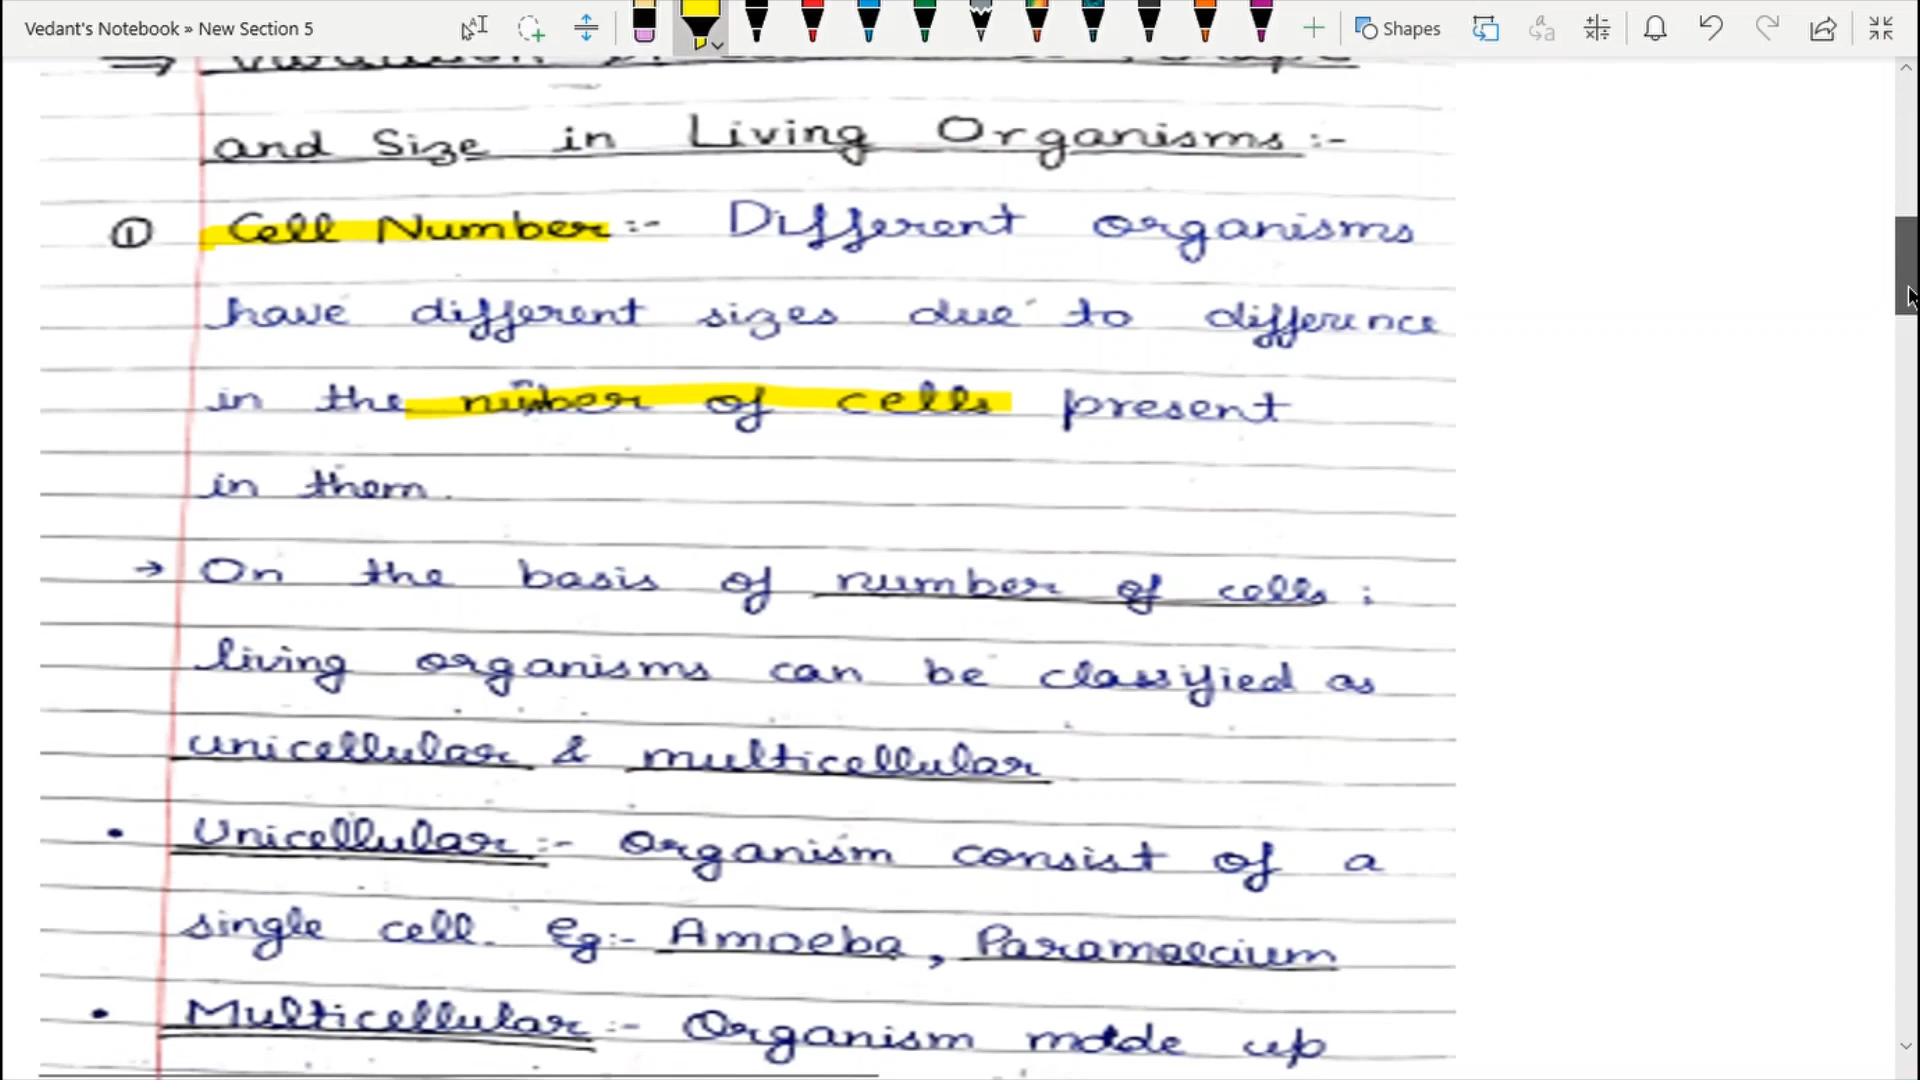 Vedant's Notebook » New Section 5
Shapes
and Size in Living Organisms:-
① Cell Number:- Different organisms
have different sizes due to difference
in the number of cells present
in them.
→ On the basis of number of cells :
living organisms can be classified as
unicellular & multicellular
• Unicellular:- Organism consist of a
single cell. Eg:- Amoeba, Paramaecium
• Multicellular:- Organism made up